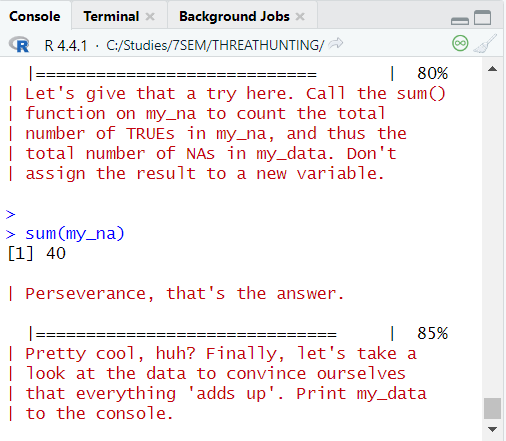 Console Terminal × Background Jobs ×
R R 4.4.1 · C:/Studies/7SEM/THREATHUNTING/
|============================ | 80%
| Let's give that a try here. Call the sum()
| function on my_na to count the total
| number of TRUEs in my_na, and thus the
| total number of NAs in my_data. Don't
| assign the result to a new variable.
>
> sum(my_na)
[1] 40
| Perseverance, that's the answer.
|============================== | 85%
| Pretty cool, huh? Finally, let's take a
| look at the data to convince ourselves
| that everything 'adds up'. Print my_data
| to the console.